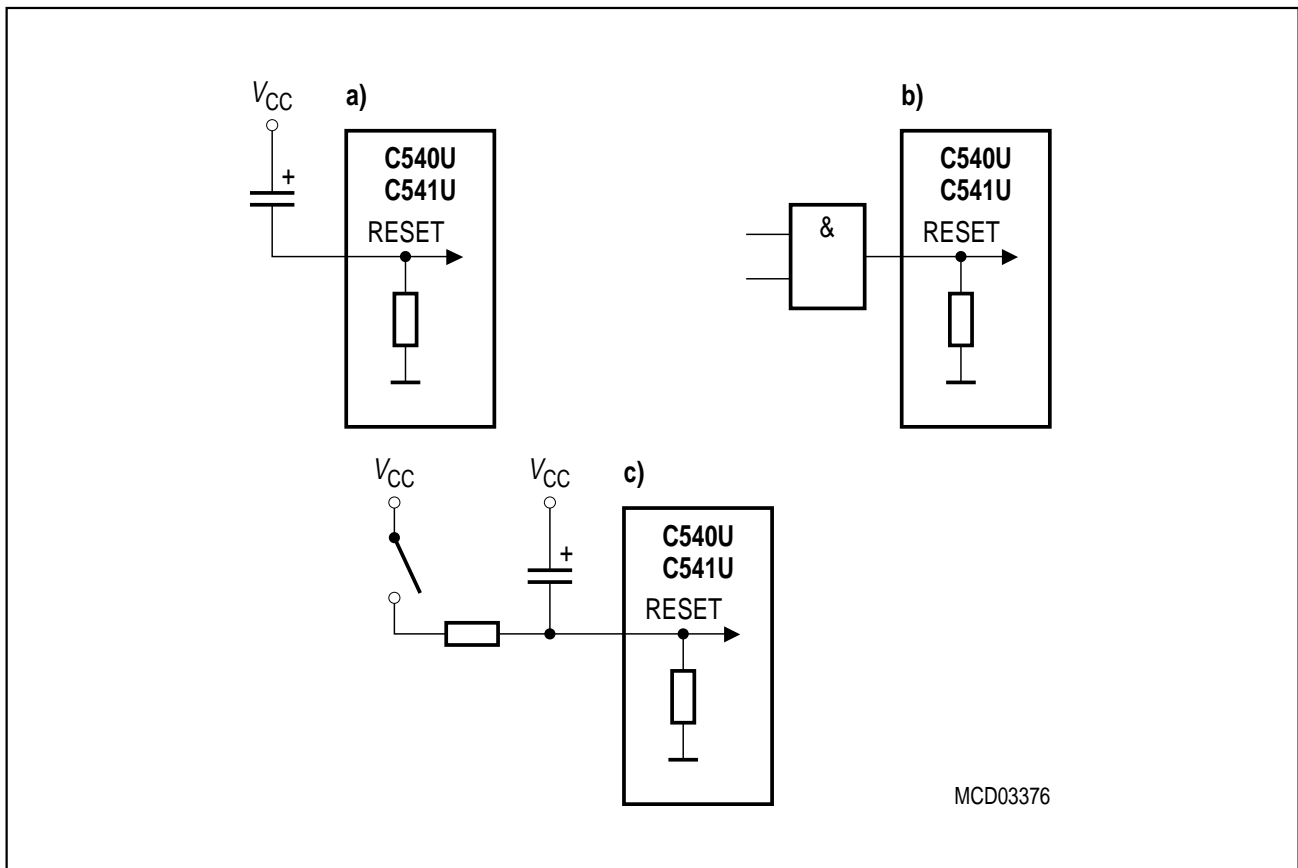 VCC
a)
+
C540U
C541U
RESET
b)
C540U
C541U
&
RESET
VCC
VCC
c)
+
C540U
C541U
RESET
MCD03376